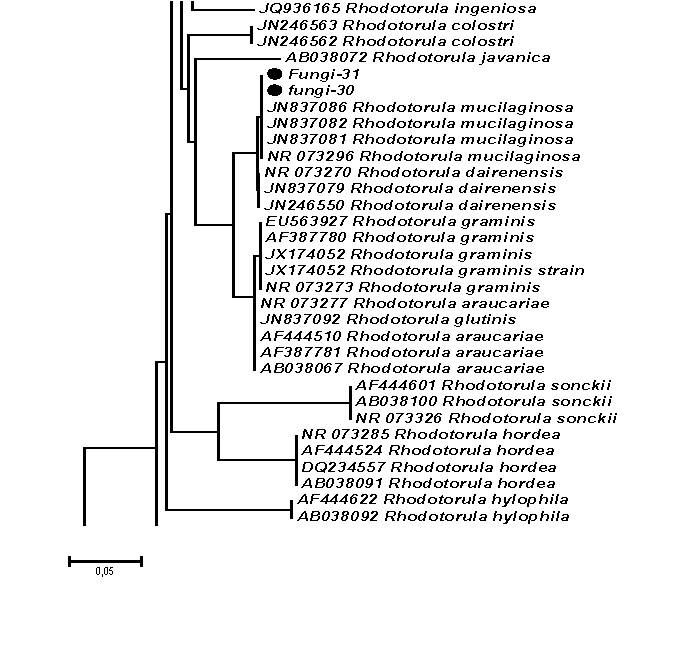 JQ936165 Rhodotorula ingeniosa
JN246563 Rhodotorula colostri
JN246562 Rhodotorula colostri
AB038072 Rhodotorula javanica
Fungi-31
fungi-30
JN837086 Rhodotorula mucilaginosa
JN837082 Rhodotorula mucilaginosa
JN837081 Rhodotorula mucilaginosa
NR 073296 Rhodotorula mucilaginosa
NR 073270 Rhodotorula dairenensis
JN837079 Rhodotorula dairenensis
JN246550 Rhodotorula dairenensis
EU563927 Rhodotorula graminis
AF387780 Rhodotorula graminis
JX174052 Rhodotorula graminis
JX174052 Rhodotorula graminis strain
NR 073273 Rhodotorula graminis
NR 073277 Rhodotorula araucariae
JN837092 Rhodotorula glutinis
AF444510 Rhodotorula araucariae
AF387781 Rhodotorula araucariae
AB038067 Rhodotorula araucariae
AF444601 Rhodotorula sonckii
AB038100 Rhodotorula sonckii
NR 073326 Rhodotorula sonckii
NR 073285 Rhodotorula hordea
AF444524 Rhodotorula hordea
DQ234557 Rhodotorula hordea
AB038091 Rhodotorula hordea
AF444622 Rhodotorula hylophila
AB038092 Rhodotorula hylophila
0,05